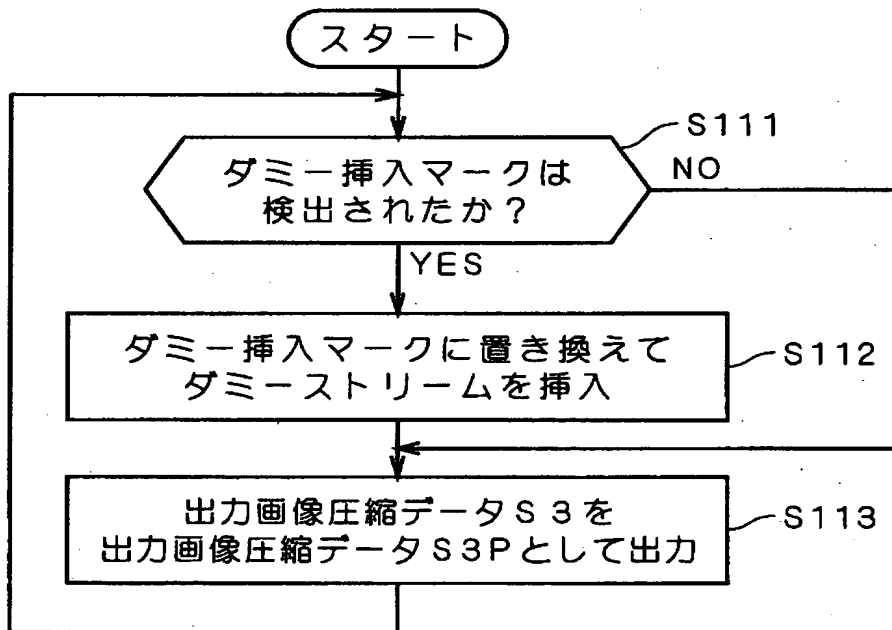 スタート
S111
ダミー挿入マークは
検出されたか？
NO
YES
ダミー挿入マークに置き換えて
ダミーストリームを挿入
S112
出力画像圧縮データS3を
出力画像圧縮データS3Pとして出力
S113